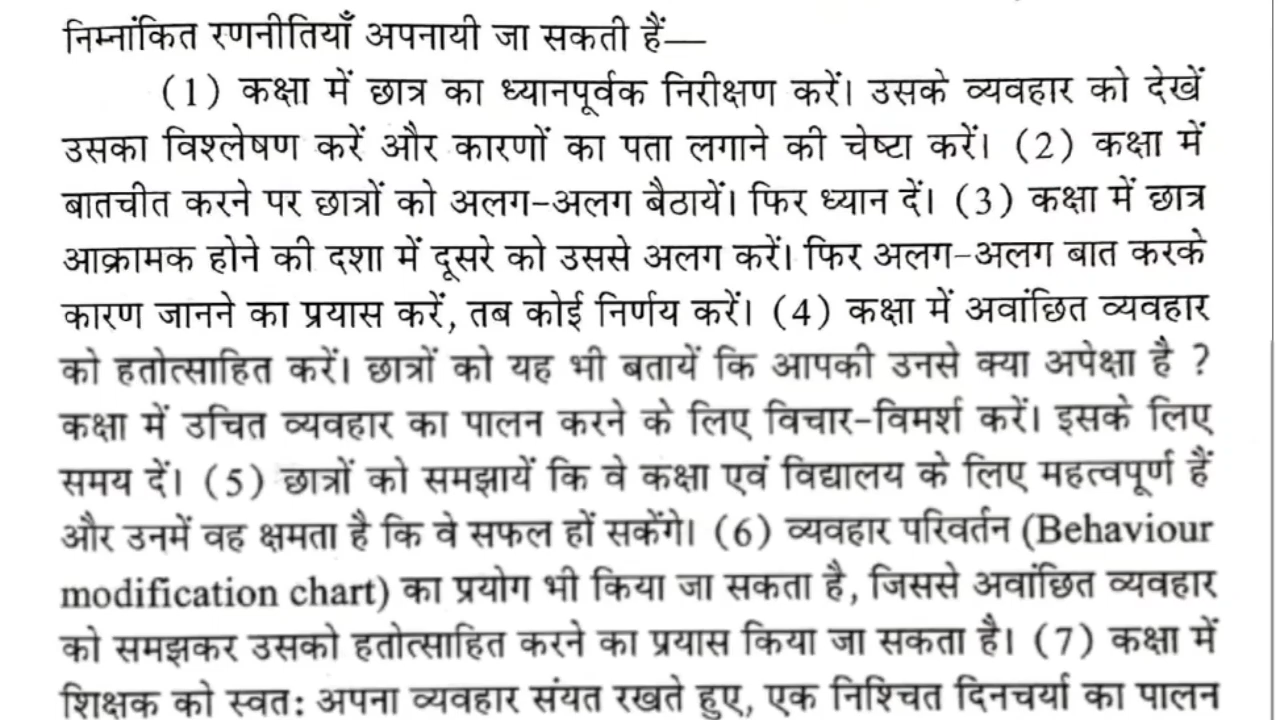 निम्नांकित रणनीतियाँ अपनायी जा सकती हैं—
(1) कक्षा में छात्र का ध्यानपूर्वक निरीक्षण करें। उसके व्यवहार को देखें
उसका विश्लेषण करें और कारणों का पता लगाने की चेष्टा करें। (2) कक्षा में
बातचीत करने पर छात्रों को अलग-अलग बैठायें। फिर ध्यान दें। (3) कक्षा में छात्र
आक्रामक होने की दशा में दूसरे को उससे अलग करें। फिर अलग-अलग बात करके
कारण जानने का प्रयास करें, तब कोई निर्णय करें। (4) कक्षा में अवांछित व्यवहार
को हतोत्साहित करें। छात्रों को यह भी बतायें कि आपकी उनसे क्या अपेक्षा है ?
कक्षा में उचित व्यवहार का पालन करने के लिए विचार-विमर्श करें। इसके लिए
समय दें। (5) छात्रों को समझायें कि वे कक्षा एवं विद्यालय के लिए महत्वपूर्ण हैं
और उनमें वह क्षमता है कि वे सफल हों सकेंगे। (6) व्यवहार परिवर्तन (Behaviour
modification chart) का प्रयोग भी किया जा सकता है, जिससे अवांछित व्यवहार
को समझकर उसको हतोत्साहित करने का प्रयास किया जा सकता है। (7) कक्षा में
शिक्षक को स्वत: अपना व्यवहार संयत रखते हुए, एक निश्चित दिनचर्या का पालन